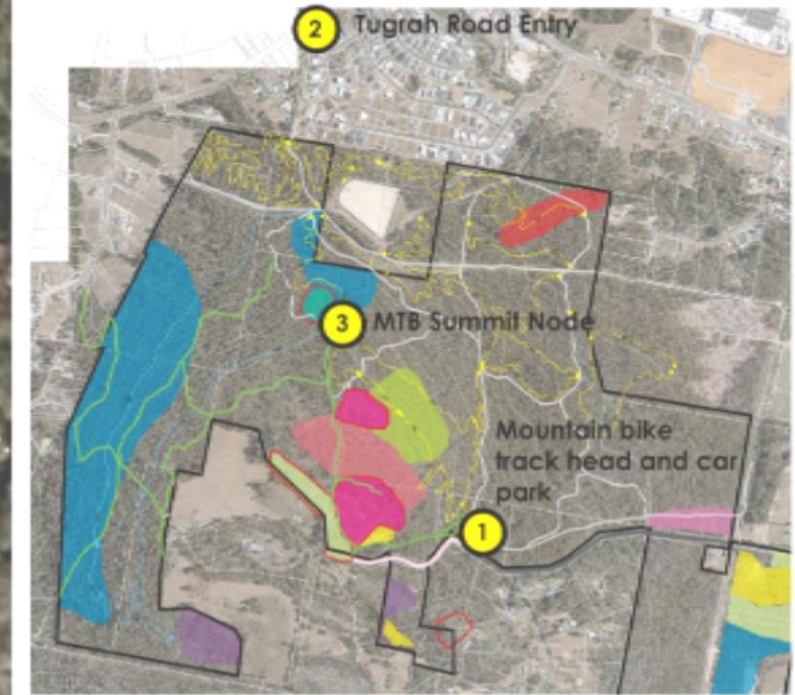 2 Tugrah Road Entry
3 MTB Summit Node
Mountain bike
track head and car
park
1